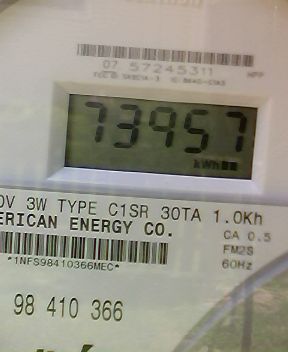 07 57245311 HPP
73957
kWh
0V 3W TYPE C1SR 30TA 1.0Kh
ERICAN ENERGY CO.
CA 0.5
FM2S
60Hz
*1NFS98410366MEC*
98 410 366